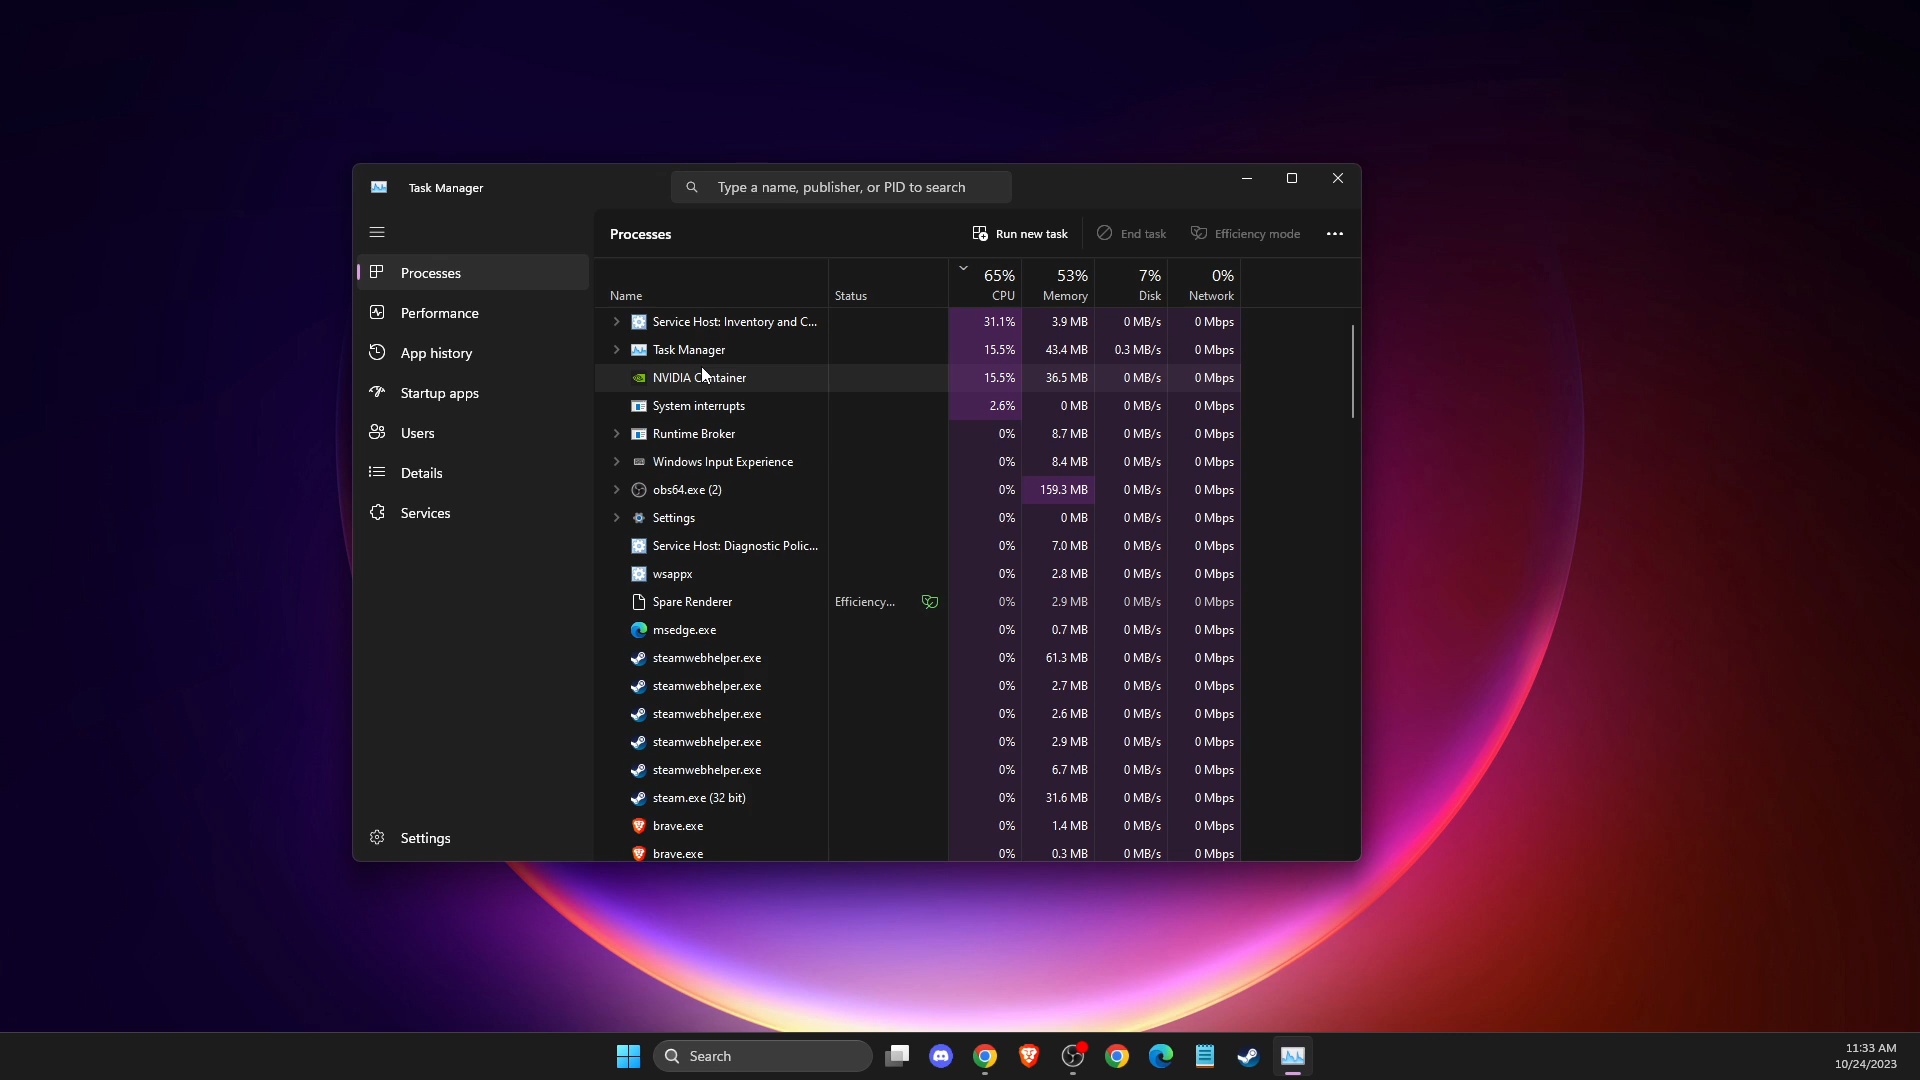 Task Manager
Type a name, publisher, or PID to search
Processes
Run new task
End task
Efficiency mode
Processes
Performance
App history
Startup apps
Users
Details
Services
Settings
65% 53% 7% 0%
Name Status CPU Memory Disk Network
Service Host: Inventory and C... 31.1% 3.9 MB 0 MB/s 0 Mbps
Task Manager 15.5% 43.4 MB 0.3 MB/s 0 Mbps
NVIDIA Container 15.5% 36.5 MB 0 MB/s 0 Mbps
System interrupts 2.6% 0 MB 0 MB/s 0 Mbps
Runtime Broker 0% 8.7 MB 0 MB/s 0 Mbps
Windows Input Experience 0% 8.4 MB 0 MB/s 0 Mbps
obs64.exe (2) 0% 159.3 MB 0 MB/s 0 Mbps
Settings 0% 0 MB 0 MB/s 0 Mbps
Service Host: Diagnostic Polic... 0% 7.0 MB 0 MB/s 0 Mbps
wsappx 0% 2.8 MB 0 MB/s 0 Mbps
Spare Renderer Efficiency... 0% 2.9 MB 0 MB/s 0 Mbps
msedge.exe 0% 0.7 MB 0 MB/s 0 Mbps
steamwebhelper.exe 0% 61.3 MB 0 MB/s 0 Mbps
steamwebhelper.exe 0% 2.7 MB 0 MB/s 0 Mbps
steamwebhelper.exe 0% 2.6 MB 0 MB/s 0 Mbps
steamwebhelper.exe 0% 2.9 MB 0 MB/s 0 Mbps
steamwebhelper.exe 0% 6.7 MB 0 MB/s 0 Mbps
steam.exe (32 bit) 0% 31.6 MB 0 MB/s 0 Mbps
brave.exe 0% 1.4 MB 0 MB/s 0 Mbps
brave.exe 0% 0.3 MB 0 MB/s 0 Mbps
Search
11:33 AM
10/24/2023